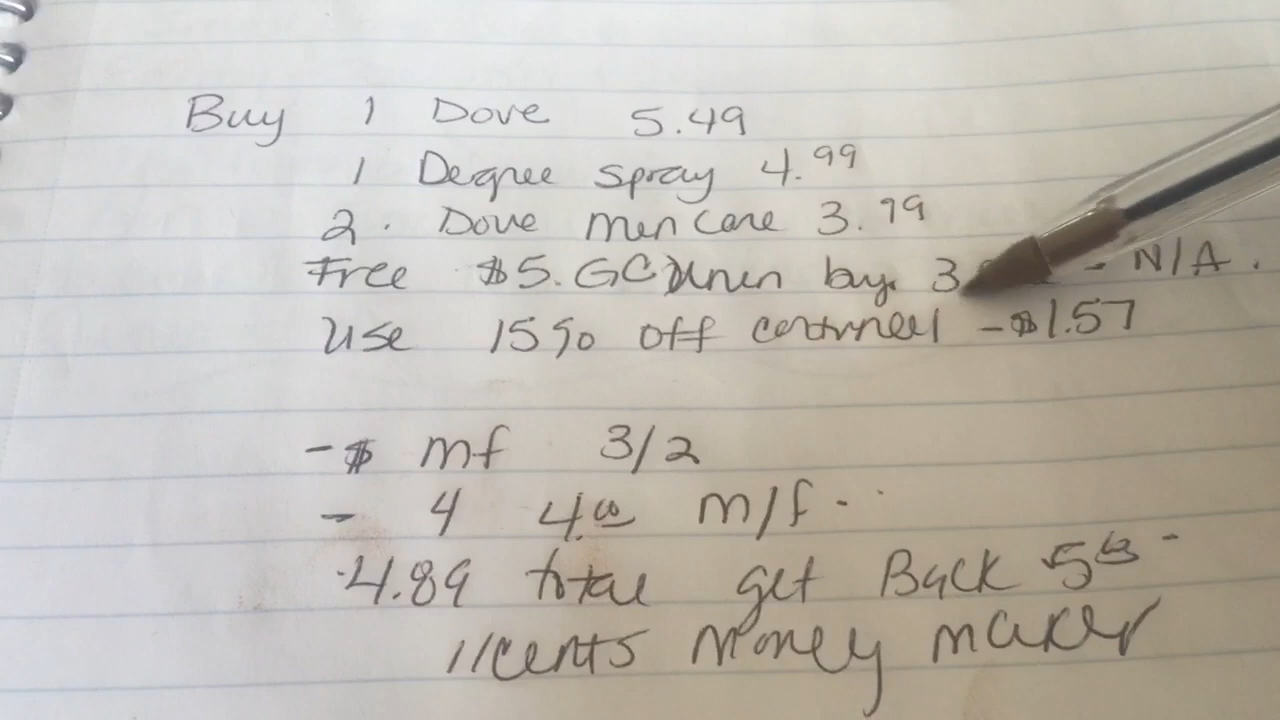 Buy 1 Dove 5.49
1 Degree spray 4.99
2. Dove men care 3.79
Free $5. GC when buy. 3 - N/A.
Use 15% off cartwheel -$1.57
-$ mf 3/2
- 4 4.00 m/f -
4.89 total get Back 5.00 -
11cents money maker